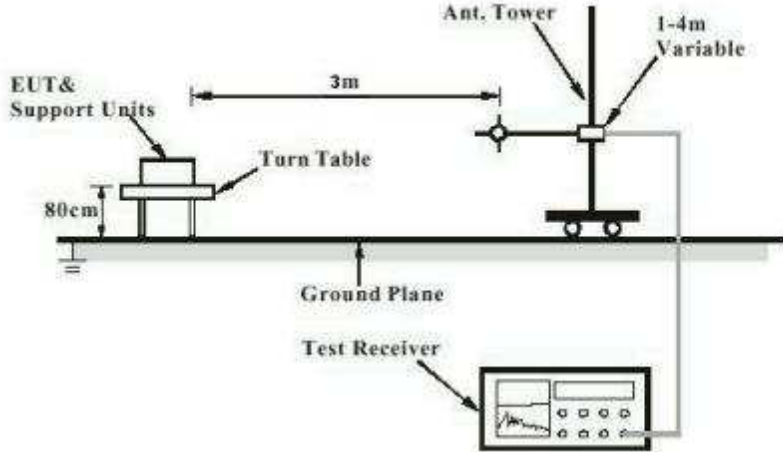 Ant. Tower
1-4m
Variable
EUT&
Support Units
3m
Turn Table
80cm
Ground Plane
Test Receiver